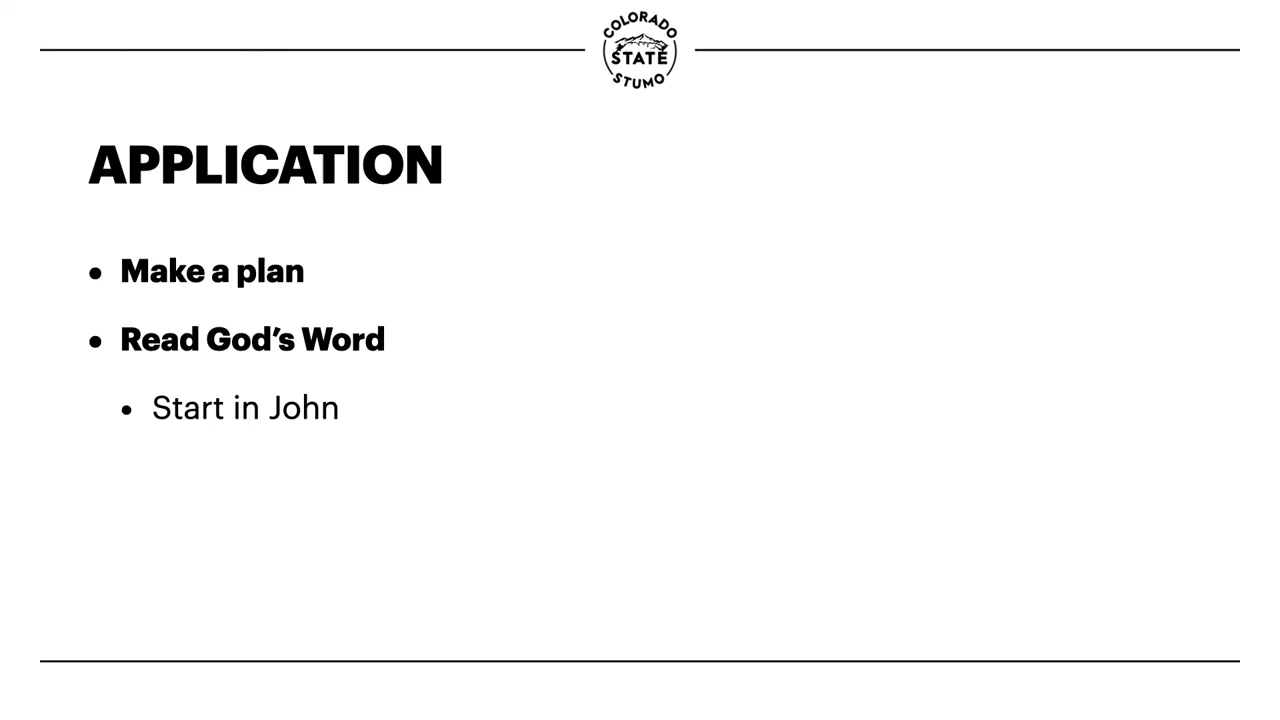 COLORADO
STATE
STUMO
APPLICATION
• Make a plan
• Read God’s Word
• Start in John